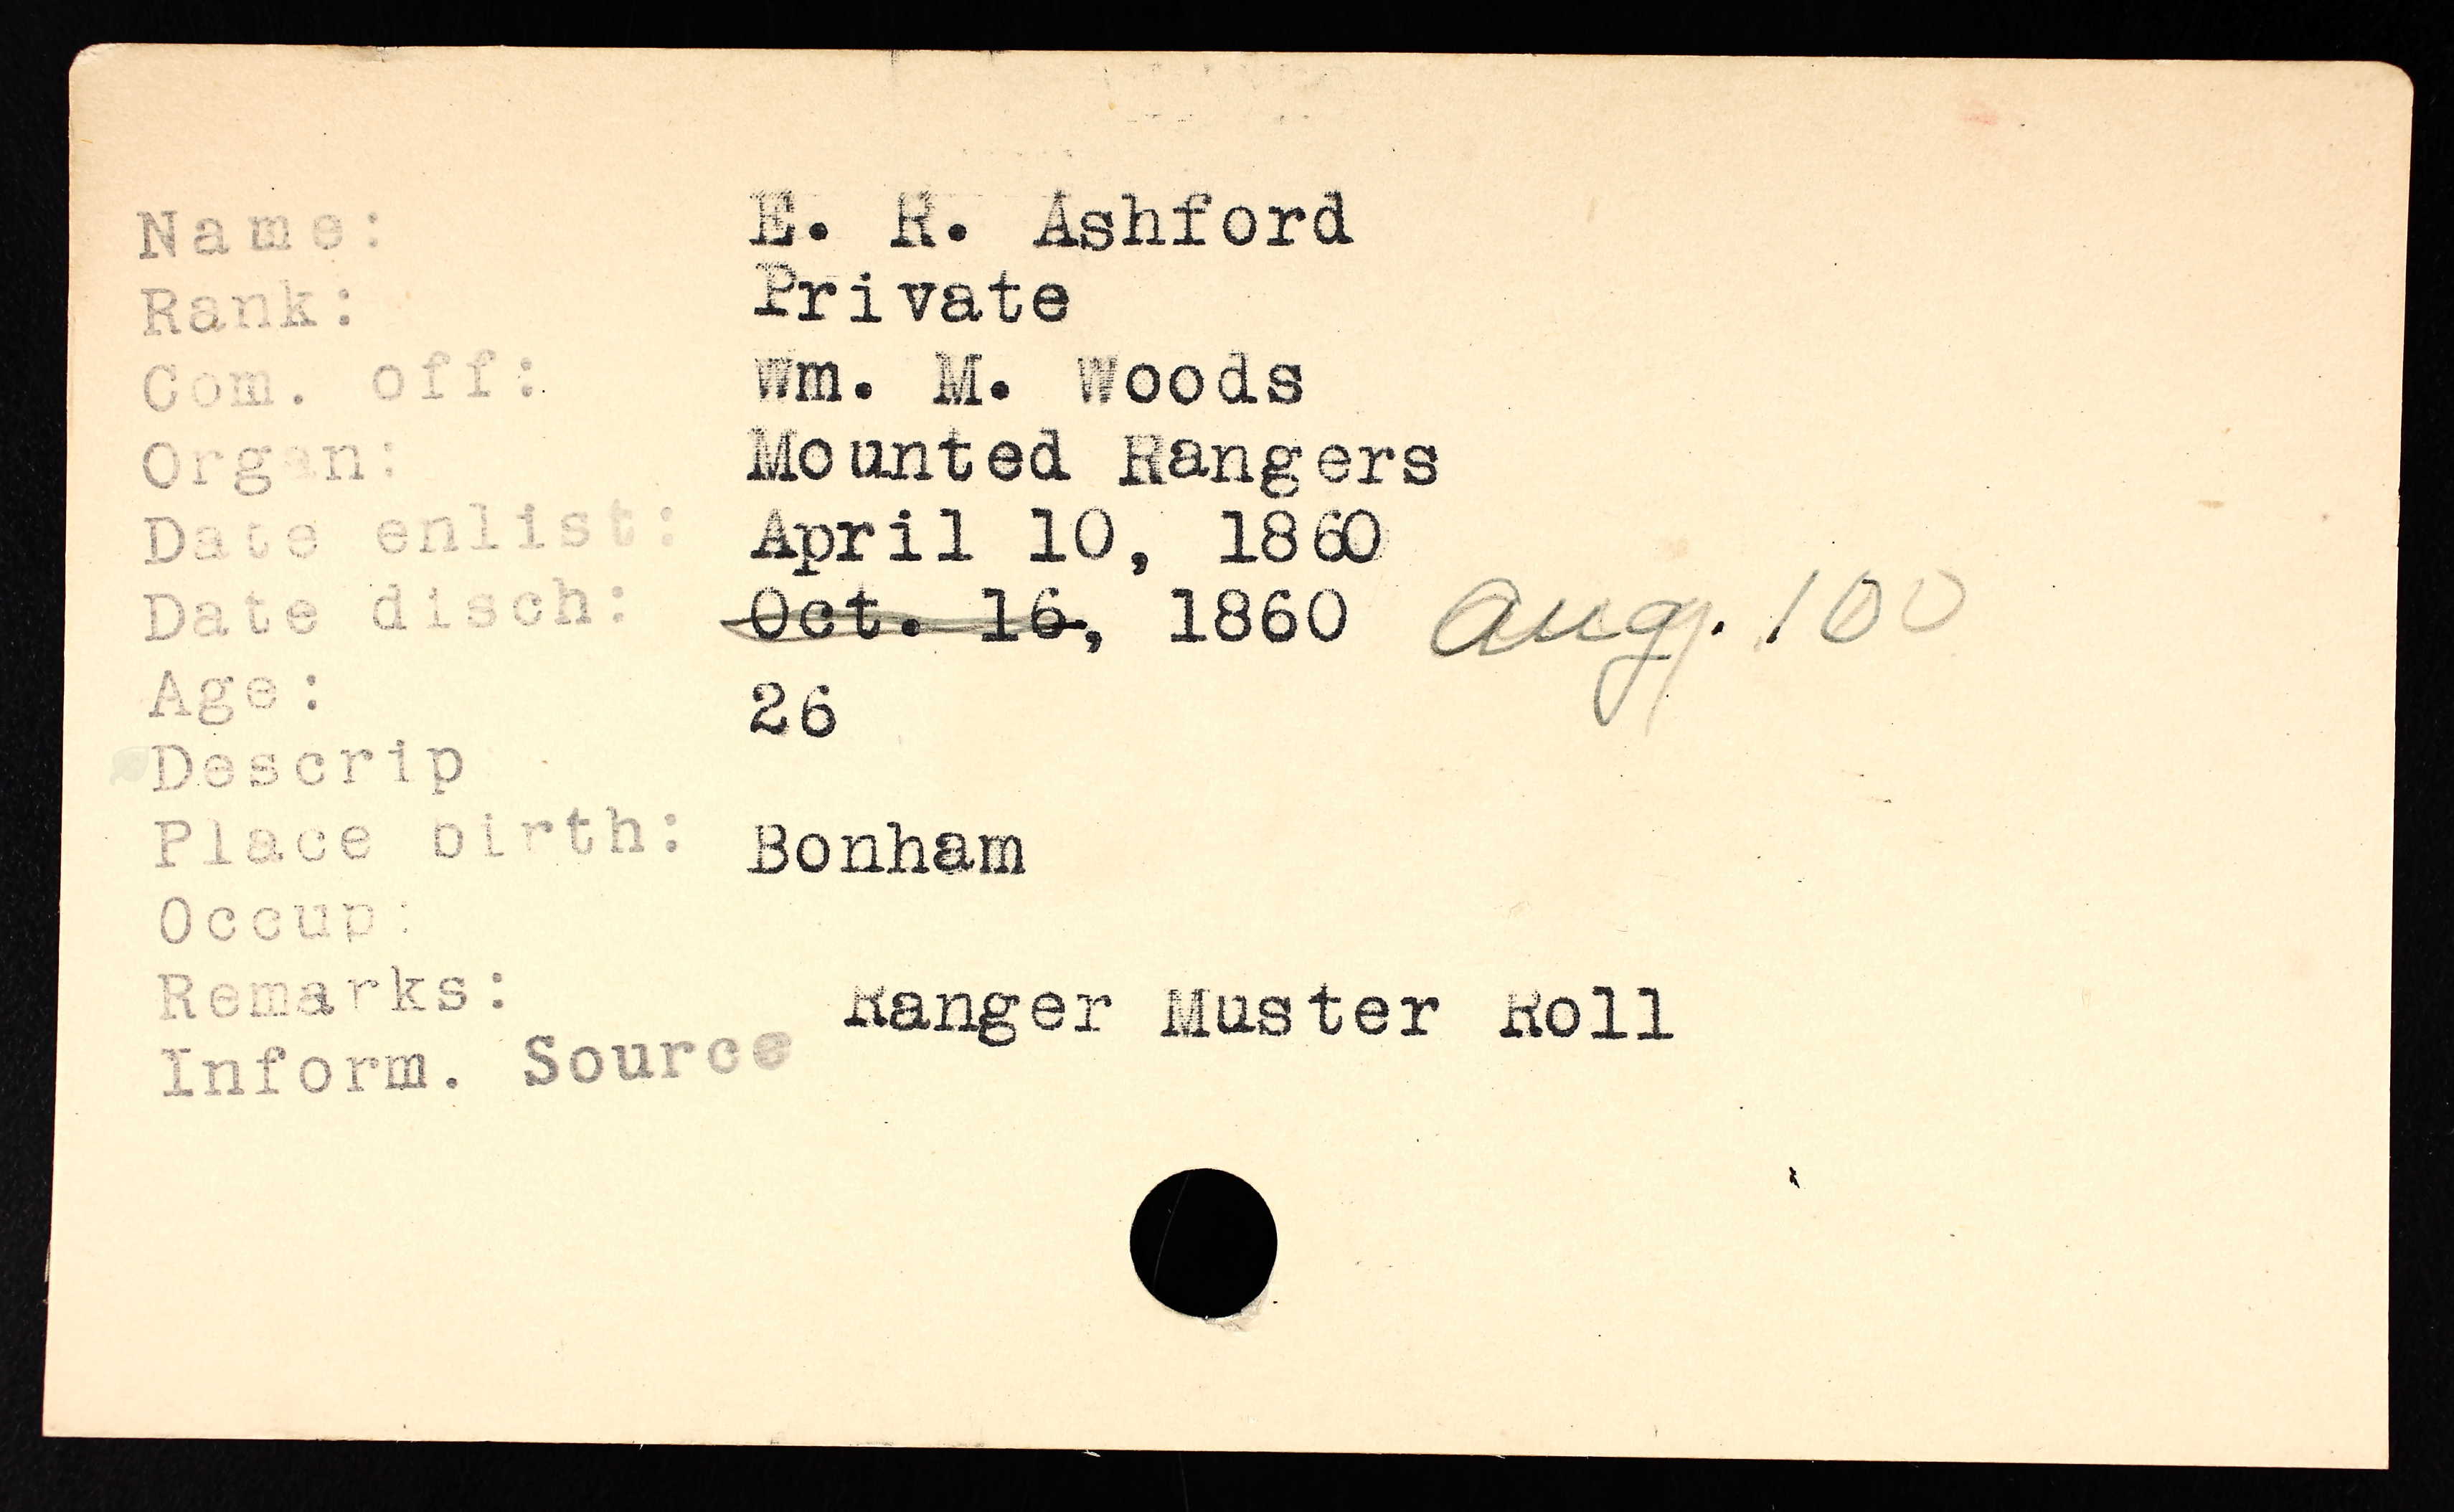 Name: E. R. Ashford
Rank: Private
Com. off: Wm. M. Woods
Organ: Mounted Rangers
Date enlist: April 10, 1860
Date disch: Oct. 16, 1860 Aug. 100
Age: 26
Descrip
Place birth: Bonham
Occup:
Remarks: Ranger Muster Roll
Inform. Source